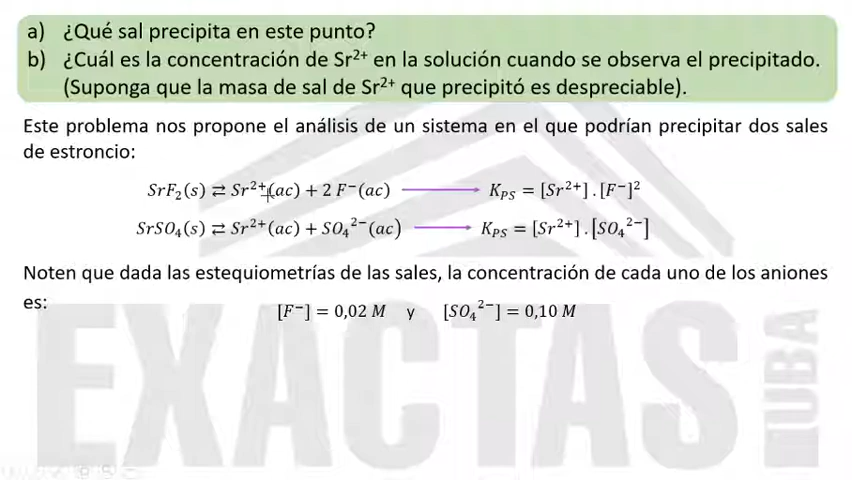 a) ¿Qué sal precipita en este punto?
b) ¿Cuál es la concentración de Sr²⁺ en la solución cuando se observa el precipitado.
(Suponga que la masa de sal de Sr²⁺ que precipitó es despreciable).
Este problema nos propone el análisis de un sistema en el que podrían precipitar dos sales
de estroncio:
SrF₂(s) ⇄ Sr²⁺(ac) + 2 F⁻(ac) ⟶ K_PS = [Sr²⁺] . [F⁻]²
SrSO₄(s) ⇄ Sr²⁺(ac) + SO₄²⁻(ac) ⟶ K_PS = [Sr²⁺] . [SO₄²⁻]
Noten que dada las estequiometrías de las sales, la concentración de cada uno de los aniones
es:
[F⁻] = 0,02 M y [SO₄²⁻] = 0,10 M
EXACTAS
UBA